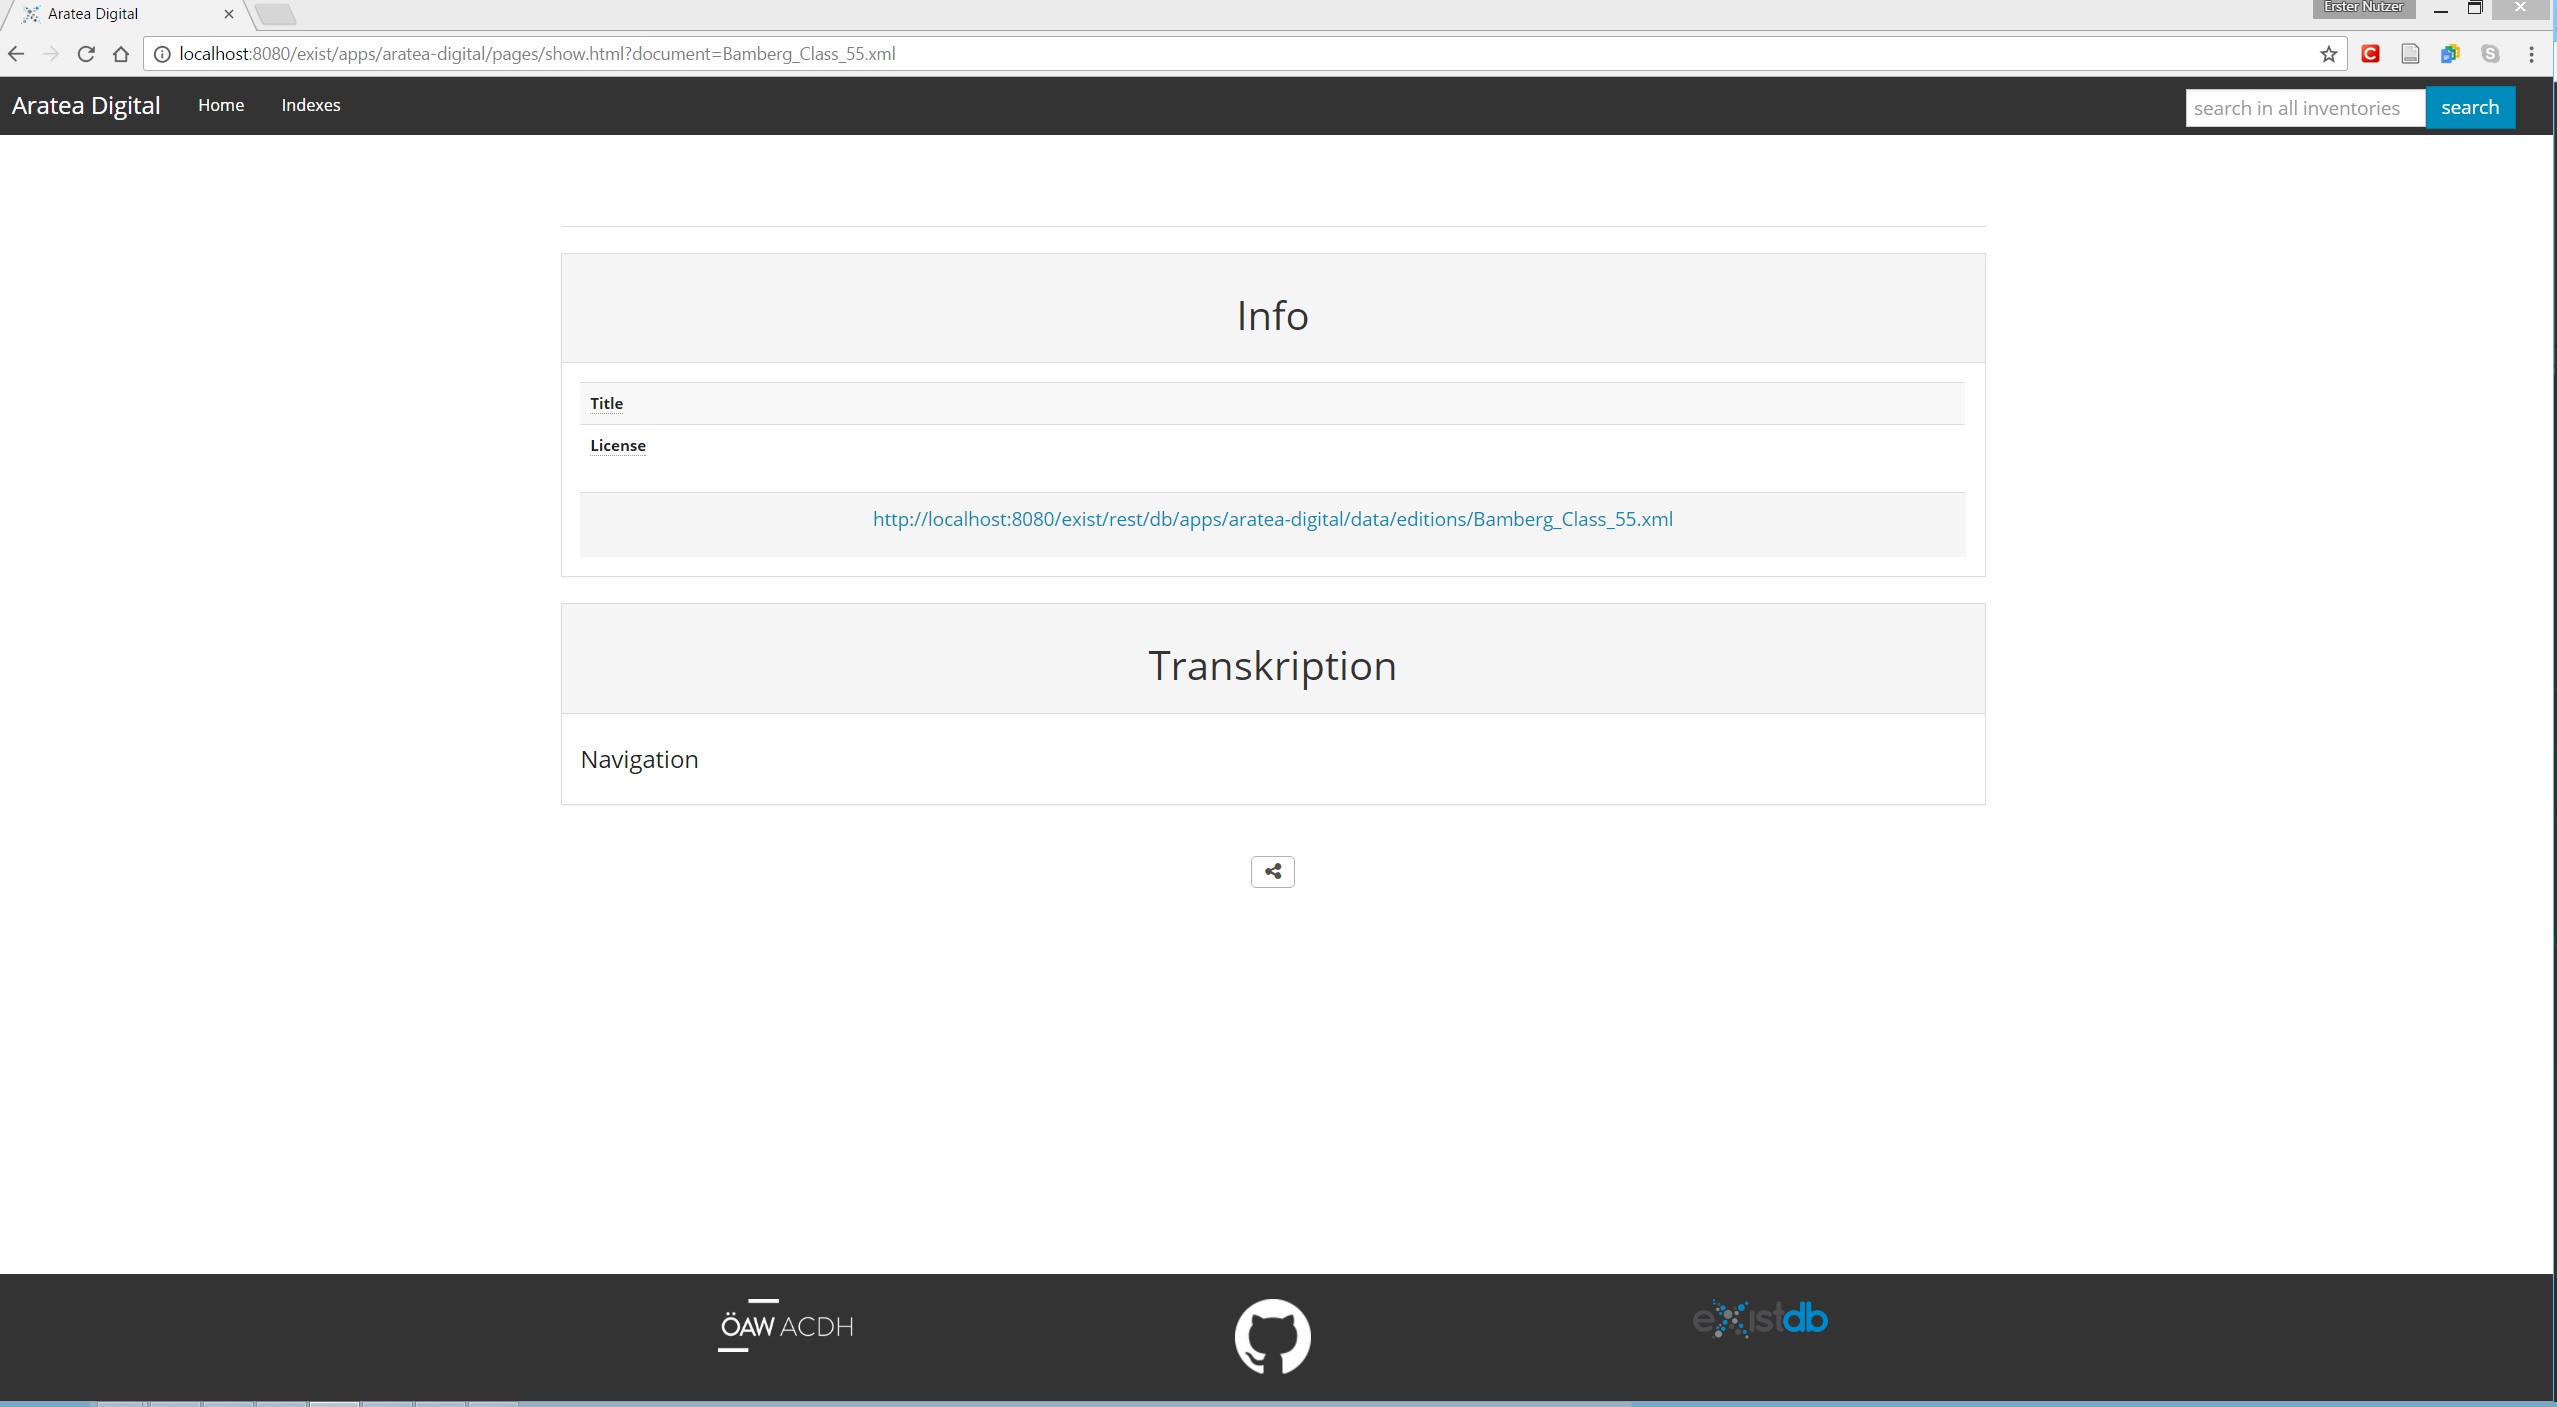 Aratea Digital
Erster Nutzer
localhost:8080/exist/apps/aratea-digital/pages/show.html?document=Bamberg_Class_55.xml
Aratea Digital Home Indexes search in all inventories search
Info
Title
License
http://localhost:8080/exist/rest/db/apps/aratea-digital/data/editions/Bamberg_Class_55.xml
Transkription
Navigation
ÖAW ACDH
existdb